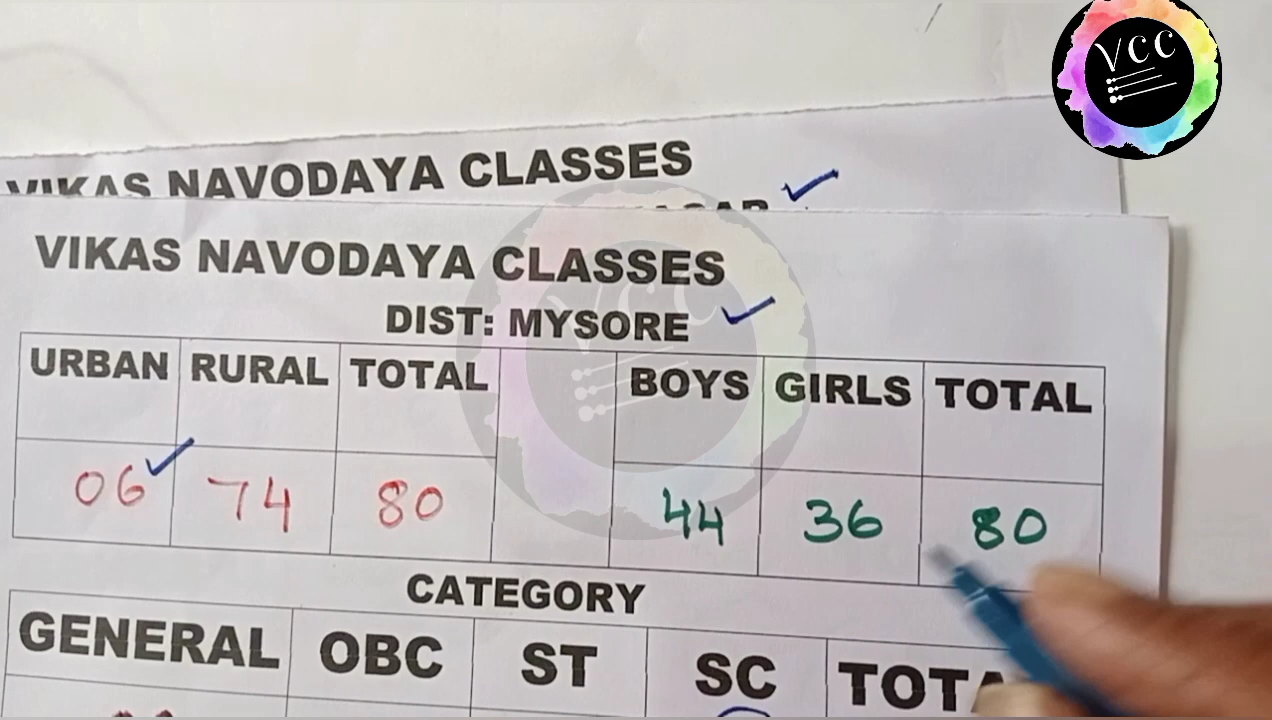 VCC
VIKAS NAVODAYA CLASSES
VIKAS NAVODAYA CLASSES
DIST: MYSORE
URBAN RURAL TOTAL BOYS GIRLS TOTAL
06 74 80 44 36 80
CATEGORY
GENERAL OBC ST SC